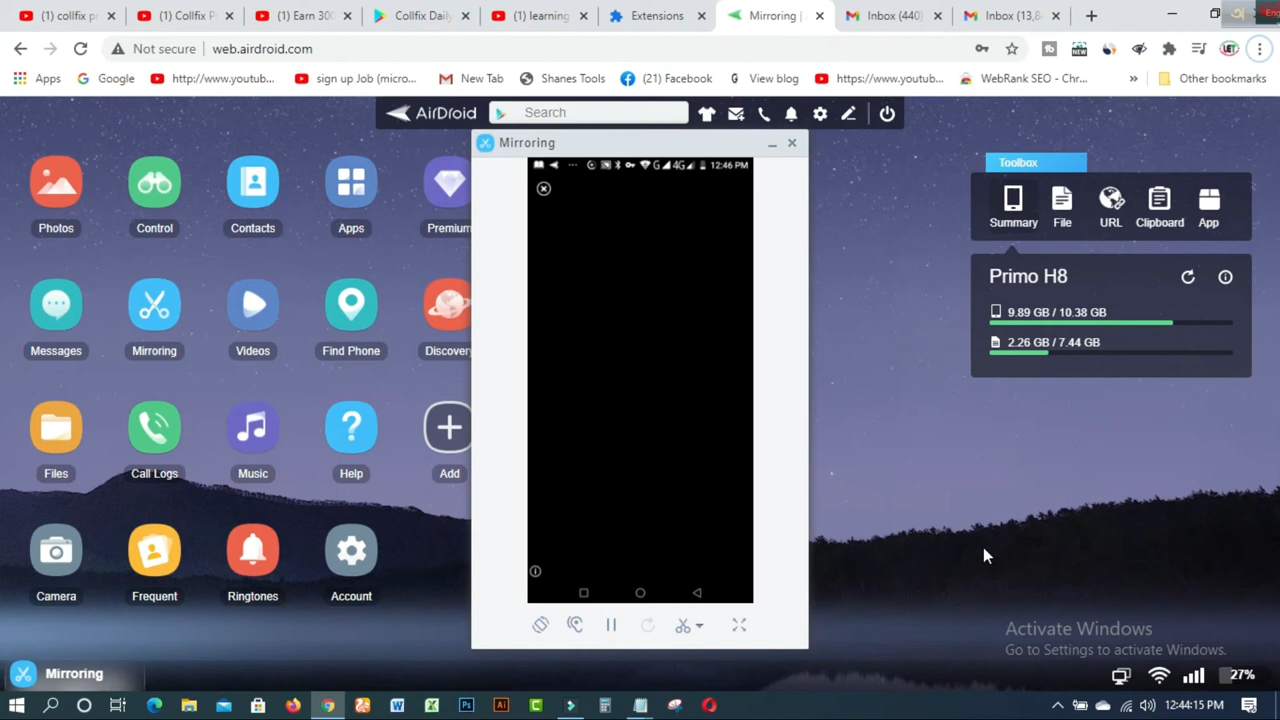 (1) collfix p
(1) Collfix P
(1) Earn 300
Collfix Daily
(1) learning
Extensions
Mirroring |
Inbox (440)
Inbox (13,8
Not secure
web.airdroid.com
Apps
Google
http://www.youtub...
sign up Job (micro...
New Tab
Shanes Tools
(21) Facebook
View blog
https://www.youtub...
WebRank SEO - Chr...
Other bookmarks
AirDroid
Search
Mirroring
12:46 PM
4G
Photos
Control
Contacts
Apps
Premium
Messages
Mirroring
Videos
Find Phone
Discovery
Files
Call Logs
Music
Help
Add
Camera
Frequent
Ringtones
Account
Toolbox
Summary
File
URL
Clipboard
App
Primo H8
9.89 GB / 10.38 GB
2.26 GB / 7.44 GB
Activate Windows
Go to Settings to activate Windows.
Mirroring
27%
12:44:15 PM